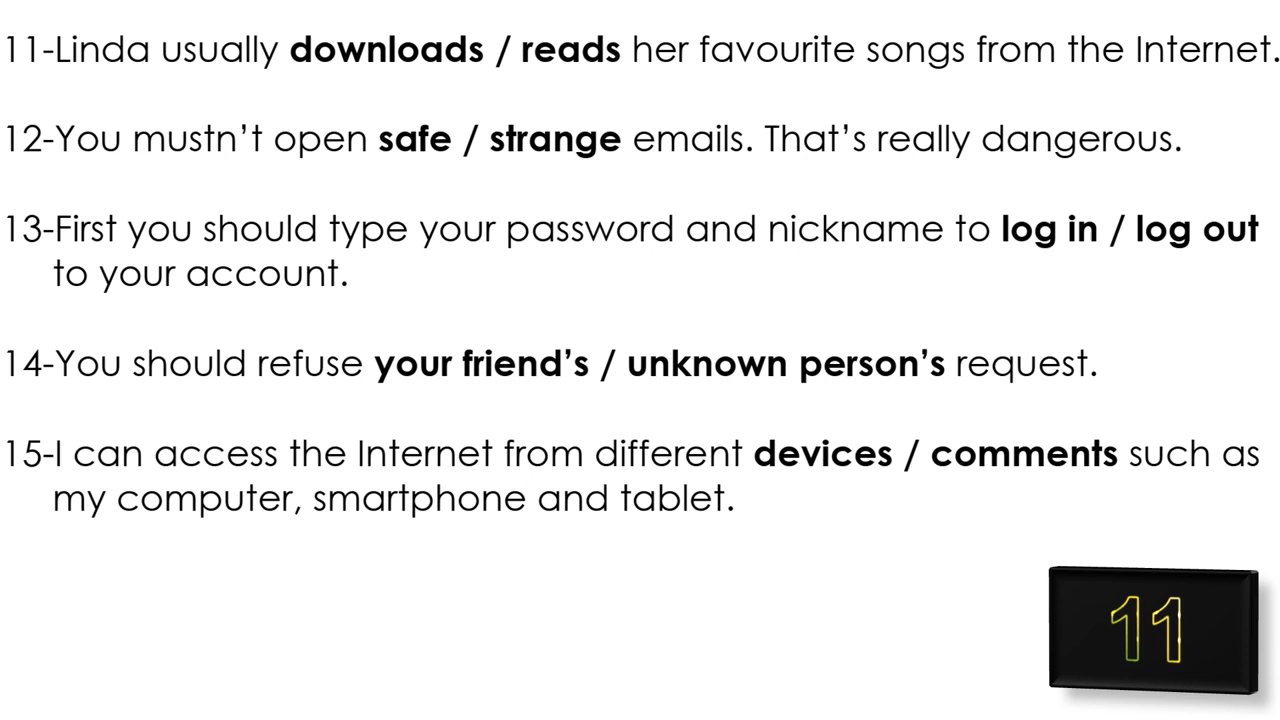 11-Linda usually downloads / reads her favourite songs from the Internet.
12-You mustn't open safe / strange emails. That's really dangerous.
13-First you should type your password and nickname to log in / log out
to your account.
14-You should refuse your friend's / unknown person's request.
15-I can access the Internet from different devices / comments such as
my computer, smartphone and tablet.
11